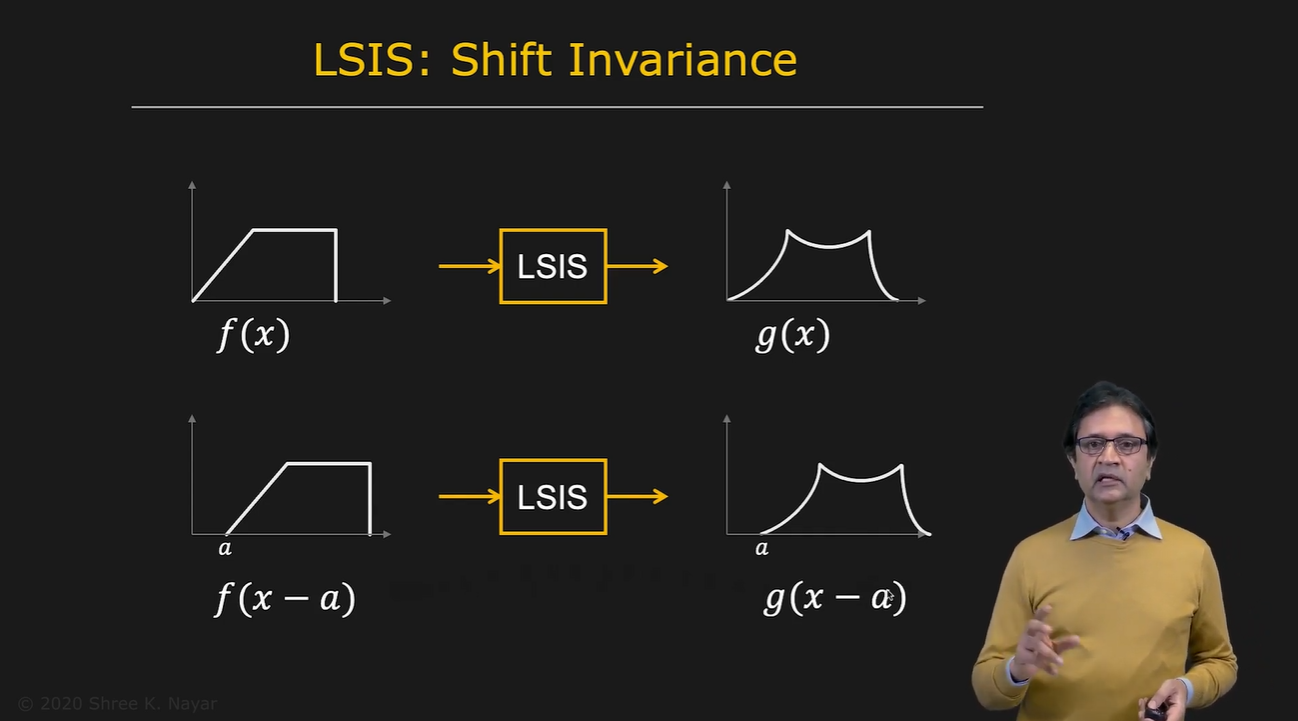 LSIS: Shift Invariance
LSIS
f(x)
g(x)
LSIS
a
a
f(x − a)
g(x − a)
© 2020 Shree K. Nayar